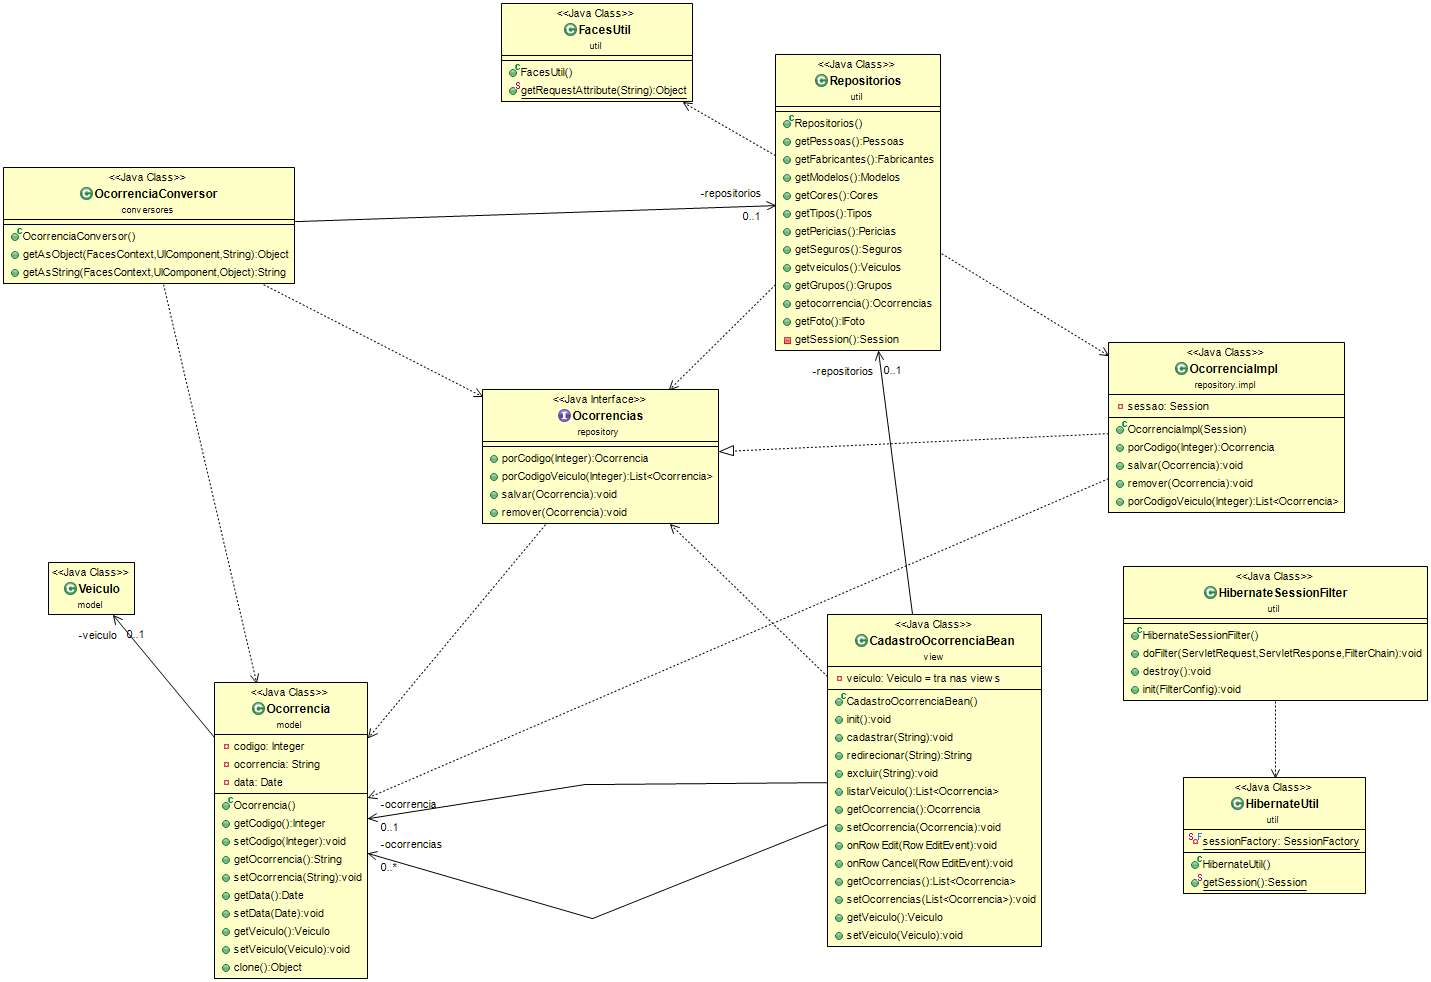 <<Java Class>>
FacesUtil
util
FacesUtil()
getRequestAttribute(String):Object
<<Java Class>>
Repositorios
util
Repositorios()
getPessoas():Pessoas
getFabricantes():Fabricantes
getModelos():Modelos
getCores():Cores
getTipos():Tipos
getPericias():Pericias
getSeguros():Seguros
getveiculos():Veiculos
getGrupos():Grupos
getocorrencia():Ocorrencias
getFoto():IFoto
getSession():Session
<<Java Class>>
OcorrenciaConversor
conversores
OcorrenciaConversor()
getAsObject(FacesContext,UIComponent,String):Object
getAsString(FacesContext,UIComponent,Object):String
-repositorios
0..1
<<Java Class>>
OcorrenciaImpl
repository.impl
sessao: Session
OcorrenciaImpl(Session)
porCodigo(Integer):Ocorrencia
salvar(Ocorrencia):void
remover(Ocorrencia):void
porCodigoVeiculo(Integer):List<Ocorrencia>
-repositorios 0..1
<<Java Interface>>
Ocorrencias
repository
porCodigo(Integer):Ocorrencia
porCodigoVeiculo(Integer):List<Ocorrencia>
salvar(Ocorrencia):void
remover(Ocorrencia):void
<<Java Class>>
Veiculo
model
-veiculo 0..1
<<Java Class>>
HibernateSessionFilter
util
HibernateSessionFilter()
doFilter(ServletRequest,ServletResponse,FilterChain):void
destroy():void
init(FilterConfig):void
<<Java Class>>
CadastroOcorrenciaBean
view
veiculo: Veiculo = tra nas view s
CadastroOcorrenciaBean()
init():void
cadastrar(String):void
redirecionar(String):String
excluir(String):void
listarVeiculo():List<Ocorrencia>
getOcorrencia():Ocorrencia
setOcorrencia(Ocorrencia):void
onRow Edit(Row EditEvent):void
onRow Cancel(Row EditEvent):void
getOcorrencias():List<Ocorrencia>
setOcorrencias(List<Ocorrencia>):void
getVeiculo():Veiculo
setVeiculo(Veiculo):void
<<Java Class>>
Ocorrencia
model
codigo: Integer
ocorrencia: String
data: Date
Ocorrencia()
getCodigo():Integer
setCodigo(Integer):void
getOcorrencia():String
setOcorrencia(String):void
getData():Date
setData(Date):void
getVeiculo():Veiculo
setVeiculo(Veiculo):void
clone():Object
-ocorrencia
0..1
-ocorrencias
0..*
<<Java Class>>
HibernateUtil
util
sessionFactory: SessionFactory
HibernateUtil()
getSession():Session